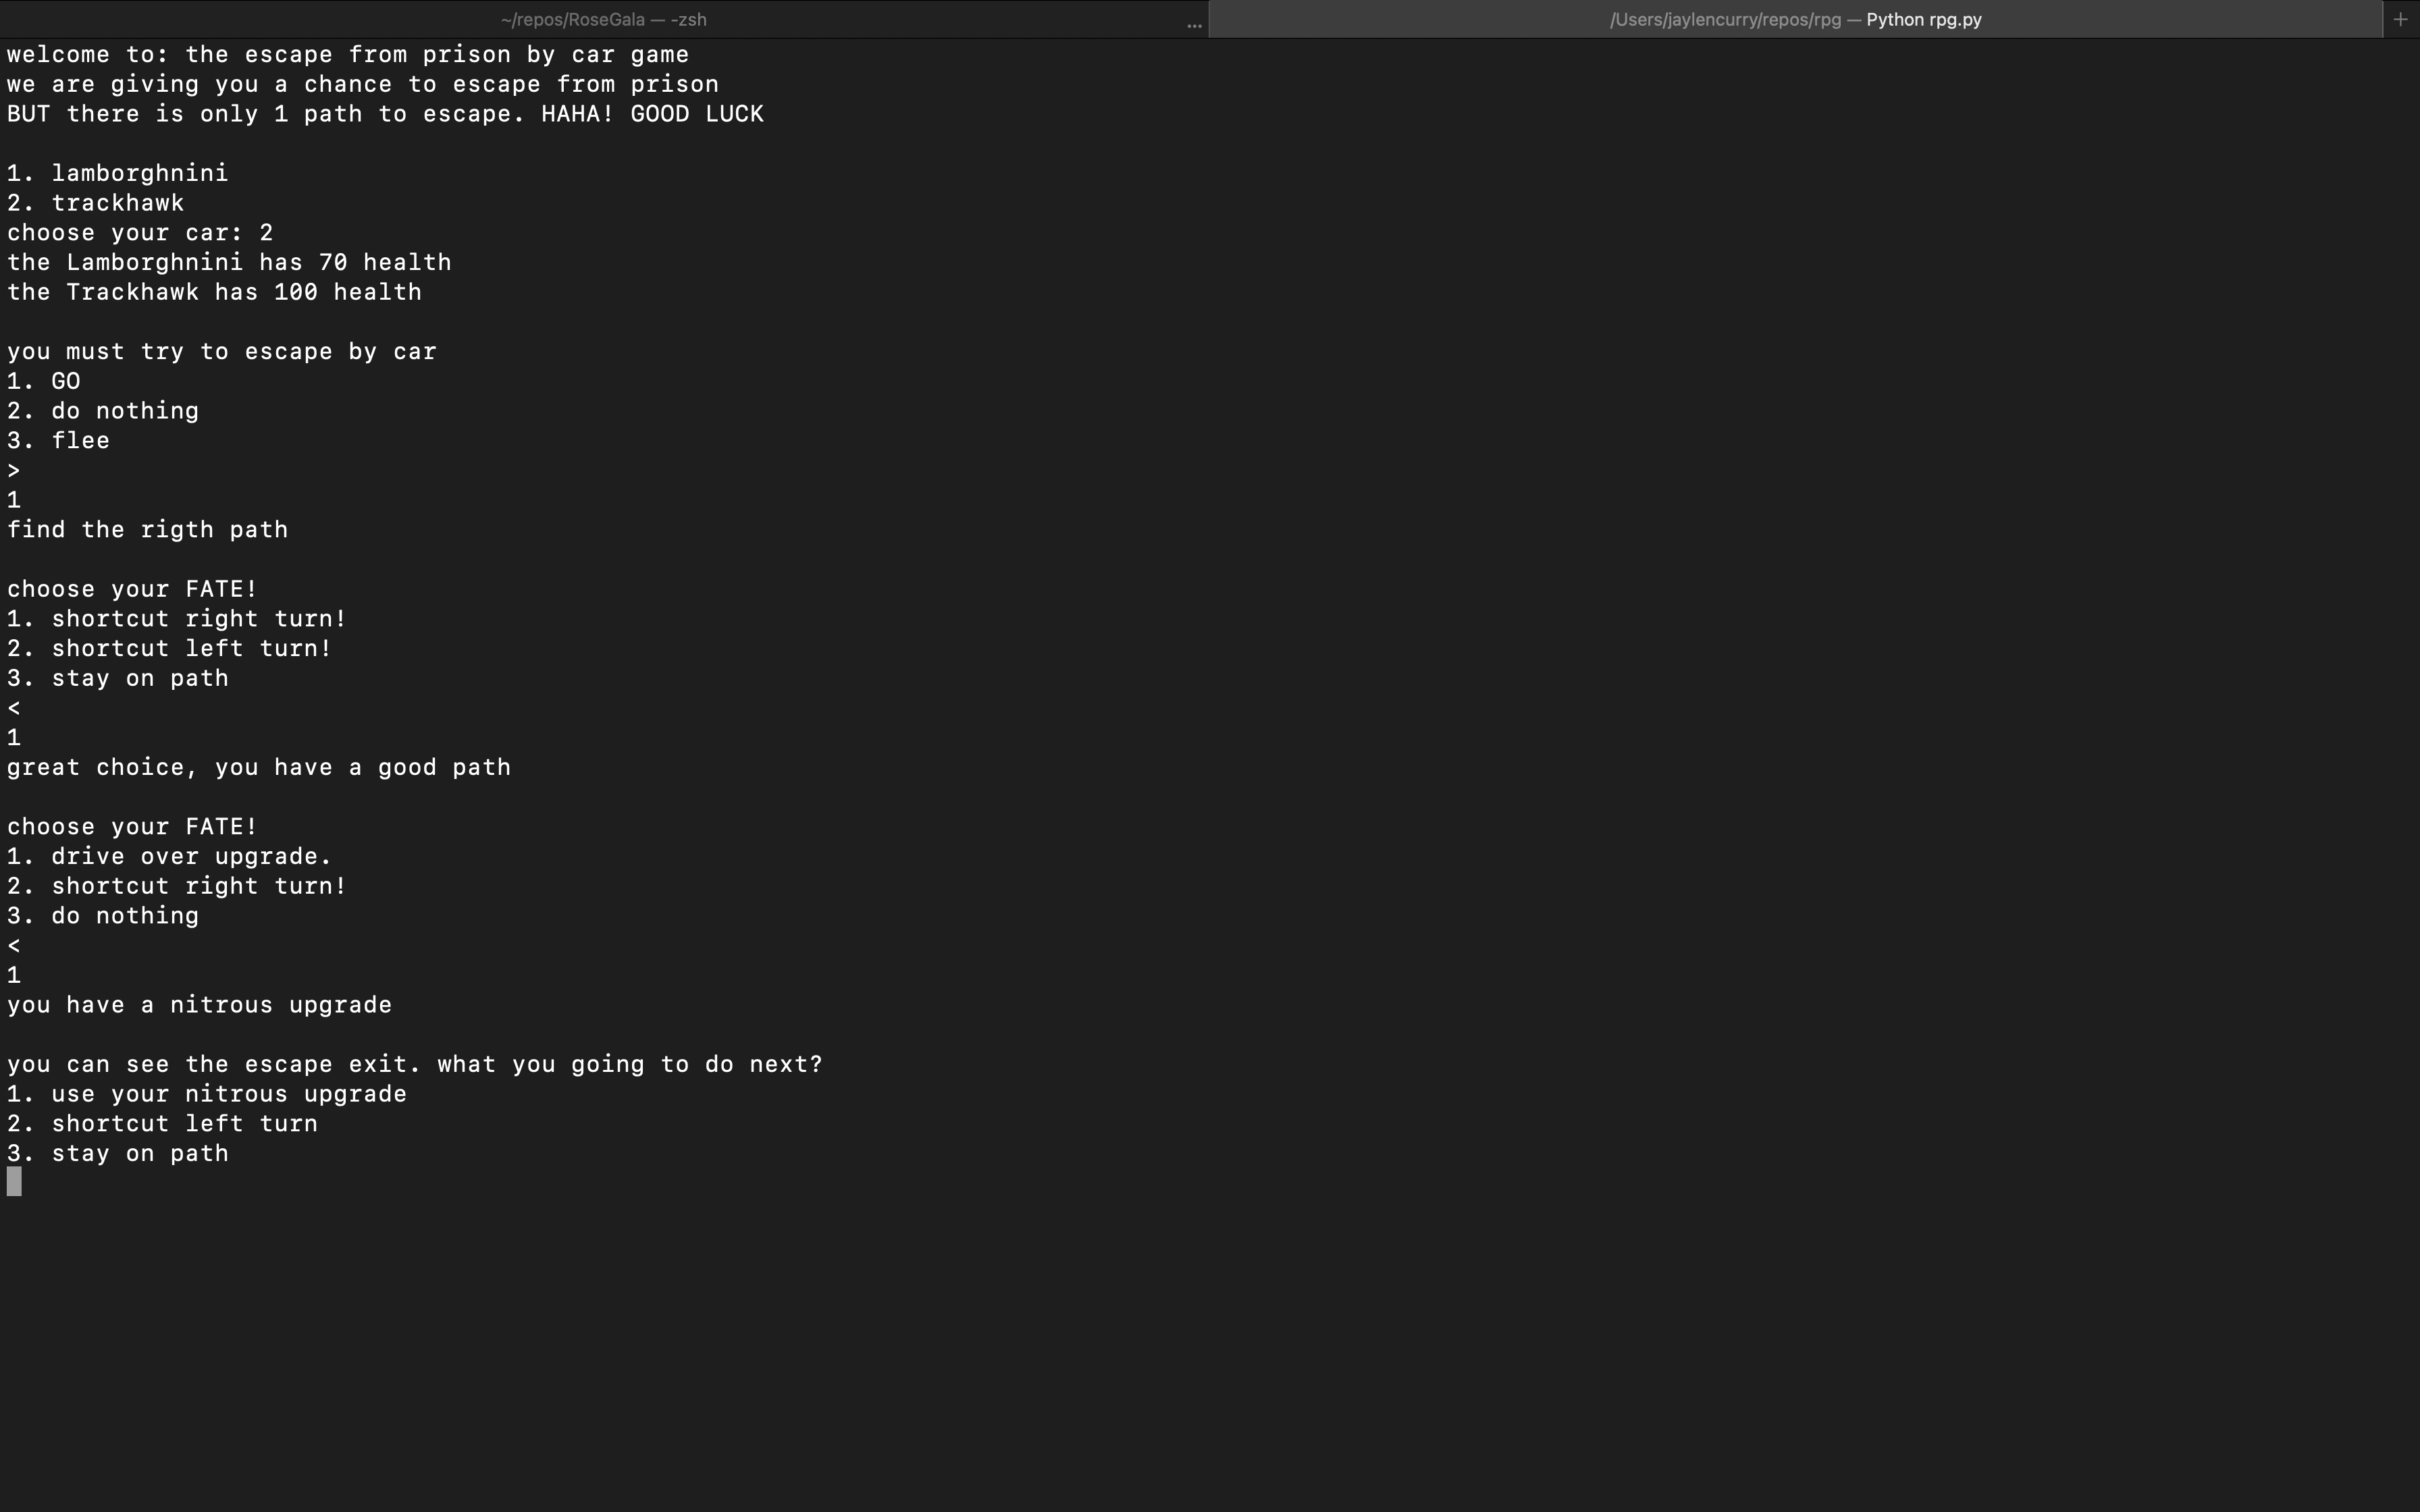 ~/repos/RoseGala — -zsh ... /Users/jaylencurry/repos/rpg — Python rpg.py +
welcome to: the escape from prison by car game
we are giving you a chance to escape from prison
BUT there is only 1 path to escape. HAHA! GOOD LUCK
1. lamborghnini
2. trackhawk
choose your car: 2
the Lamborghnini has 70 health
the Trackhawk has 100 health
you must try to escape by car
1. GO
2. do nothing
3. flee
>
1
find the rigth path
choose your FATE!
1. shortcut right turn!
2. shortcut left turn!
3. stay on path
<
1
great choice, you have a good path
choose your FATE!
1. drive over upgrade.
2. shortcut right turn!
3. do nothing
<
1
you have a nitrous upgrade
you can see the escape exit. what you going to do next?
1. use your nitrous upgrade
2. shortcut left turn
3. stay on path